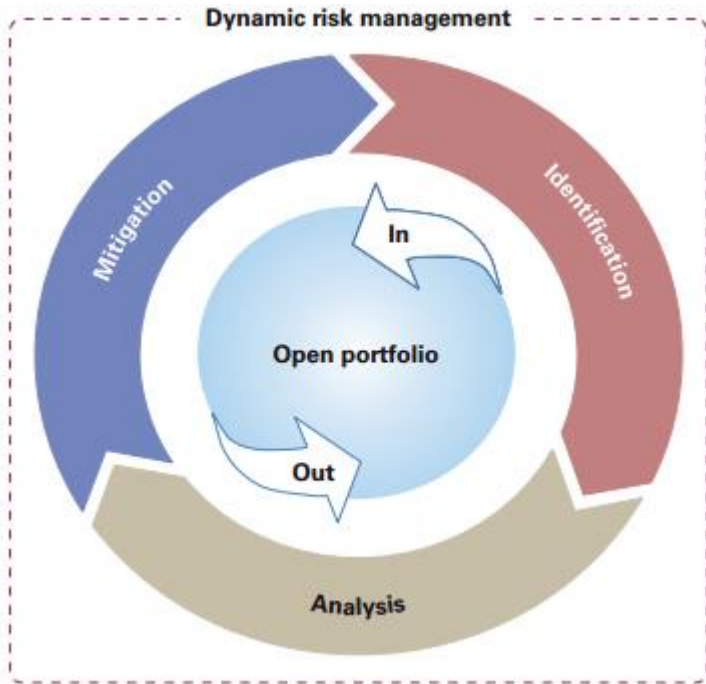 Dynamic risk management
Mitigation
Identification
In
Open portfolio
Out
Analysis